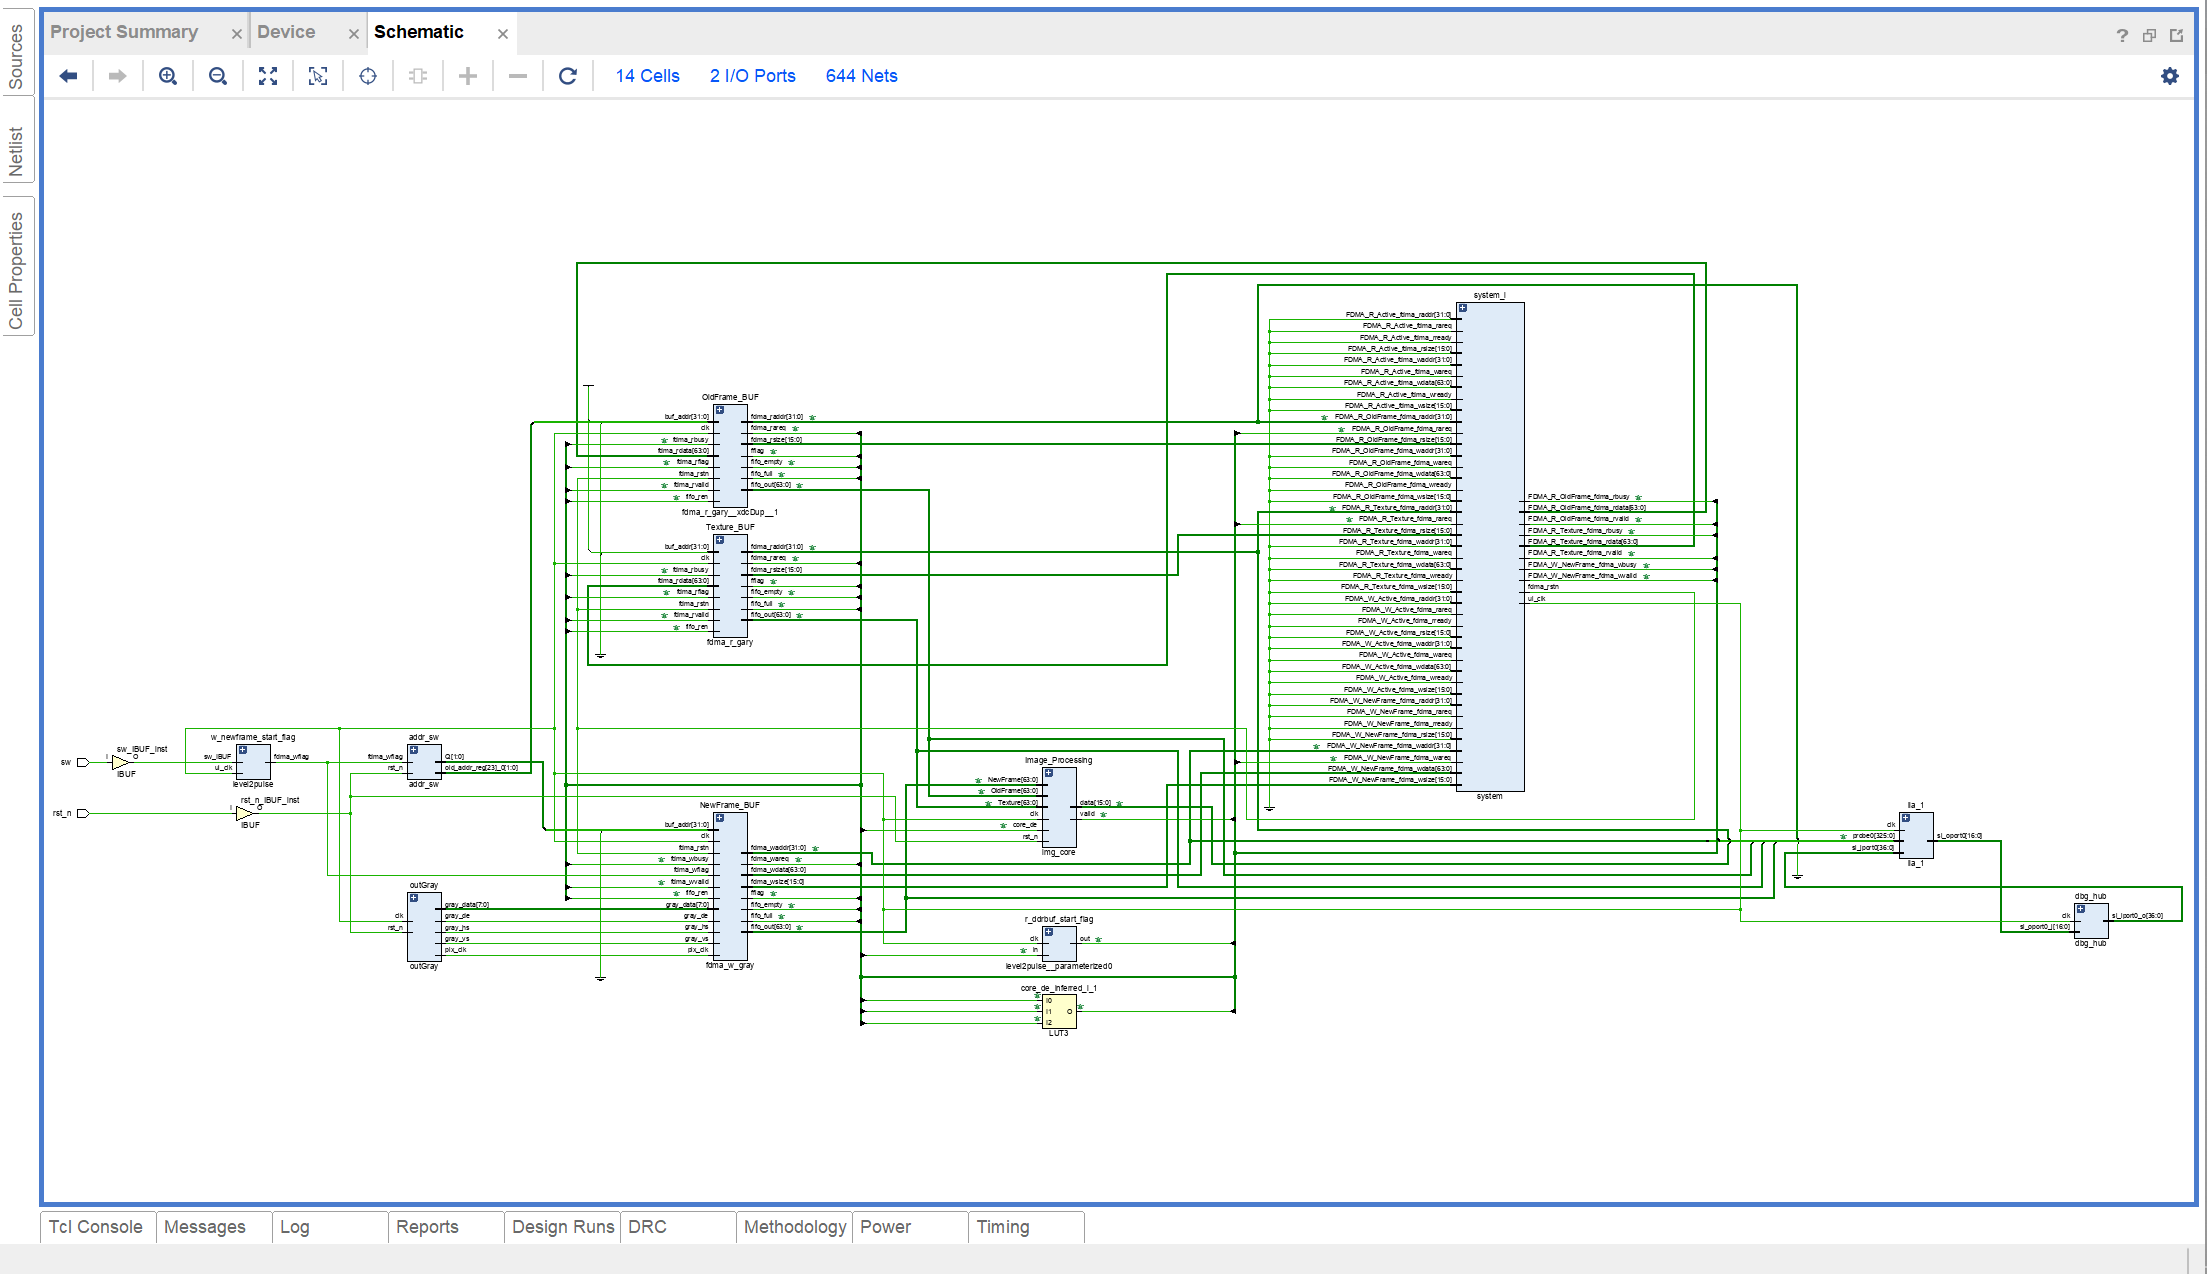 Sources
Netlist
Cell Properties
Project Summary
Device
Schematic
14 Cells
2 I/O Ports
644 Nets
system_i
FDMA_R_Active_fdma_raddr[31:0]
FDMA_R_Active_fdma_rareq
FDMA_R_Active_fdma_rready
FDMA_R_Active_fdma_rsize[15:0]
FDMA_R_Active_fdma_waddr[31:0]
FDMA_R_Active_fdma_wareq
FDMA_R_Active_fdma_wdata[63:0]
FDMA_R_Active_fdma_wready
FDMA_R_Active_fdma_wsize[15:0]
FDMA_R_OldFrame_fdma_raddr[31:0]
FDMA_R_OldFrame_fdma_rareq
FDMA_R_OldFrame_fdma_rsize[15:0]
FDMA_R_OldFrame_fdma_waddr[31:0]
FDMA_R_OldFrame_fdma_wareq
FDMA_R_OldFrame_fdma_wdata[63:0]
FDMA_R_OldFrame_fdma_wready
FDMA_R_OldFrame_fdma_wsize[15:0]
FDMA_R_Texture_fdma_raddr[31:0]
FDMA_R_Texture_fdma_rareq
FDMA_R_Texture_fdma_rsize[15:0]
FDMA_R_Texture_fdma_waddr[31:0]
FDMA_R_Texture_fdma_wareq
FDMA_R_Texture_fdma_wdata[63:0]
FDMA_R_Texture_fdma_wready
FDMA_R_Texture_fdma_wsize[15:0]
FDMA_W_Active_fdma_raddr[31:0]
FDMA_W_Active_fdma_rareq
FDMA_W_Active_fdma_rready
FDMA_W_Active_fdma_rsize[15:0]
FDMA_W_Active_fdma_waddr[31:0]
FDMA_W_Active_fdma_wareq
FDMA_W_Active_fdma_wdata[63:0]
FDMA_W_Active_fdma_wready
FDMA_W_Active_fdma_wsize[15:0]
FDMA_W_NewFrame_fdma_raddr[31:0]
FDMA_W_NewFrame_fdma_rareq
FDMA_W_NewFrame_fdma_rready
FDMA_W_NewFrame_fdma_rsize[15:0]
FDMA_W_NewFrame_fdma_waddr[31:0]
FDMA_W_NewFrame_fdma_wareq
FDMA_W_NewFrame_fdma_wdata[63:0]
FDMA_W_NewFrame_fdma_wsize[15:0]
FDMA_R_OldFrame_fdma_rbusy
FDMA_R_OldFrame_fdma_rdata[63:0]
FDMA_R_OldFrame_fdma_rvalid
FDMA_R_Texture_fdma_rbusy
FDMA_R_Texture_fdma_rdata[63:0]
FDMA_R_Texture_fdma_rvalid
FDMA_W_NewFrame_fdma_wbusy
FDMA_W_NewFrame_fdma_wvalid
fdma_rstn
ui_clk
system
OldFrame_BUF
buf_addr[31:0]
clk
fdma_rbusy
fdma_rdata[63:0]
fdma_rflag
fdma_rstn
fdma_rvalid
fifo_ren
fdma_raddr[31:0]
fdma_rareq
fdma_rsize[15:0]
fflag
fifo_empty
fifo_full
fifo_out[63:0]
fdma_r_gary__xdcDup__1
Texture_BUF
buf_addr[31:0]
clk
fdma_rbusy
fdma_rdata[63:0]
fdma_rflag
fdma_rstn
fdma_rvalid
fifo_ren
fdma_raddr[31:0]
fdma_rareq
fdma_rsize[15:0]
fflag
fifo_empty
fifo_full
fifo_out[63:0]
fdma_r_gary
sw
sw_IBUF_inst
I
O
IBUF
w_newframe_start_flag
sw_IBUF
ui_clk
fdma_wflag
level2pulse
addr_sw
fdma_wflag
rst_n
Q[1:0]
old_addr_reg[23]_0[1:0]
addr_sw
rst_n
rst_n_IBUF_inst
I
O
IBUF
NewFrame_BUF
buf_addr[31:0]
clk
fdma_rstn
fdma_wbusy
fdma_wflag
fdma_wvalid
fifo_ren
gray_data[7:0]
gray_de
gray_hs
gray_vs
pix_clk
fdma_waddr[31:0]
fdma_wareq
fdma_wdata[63:0]
fdma_wsize[15:0]
fflag
fifo_empty
fifo_full
fifo_out[63:0]
fdma_w_gray
outGray
clk
rst_n
gray_data[7:0]
gray_de
gray_hs
gray_vs
pix_clk
outGray
Image_Processing
NewFrame[63:0]
OldFrame[63:0]
Texture[63:0]
clk
core_de
rst_n
data[15:0]
valid
img_core
r_ddrbuf_start_flag
clk
in
out
level2pulse__parameterized0
core_de_inferred_i_1
I0
I1
I2
O
LUT3
ila_1
clk
probe0[325:0]
sl_iport0[36:0]
sl_oport0[16:0]
ila_1
dbg_hub
clk
sl_oport0_i[16:0]
sl_iport0_o[36:0]
dbg_hub
Tcl Console
Messages
Log
Reports
Design Runs
DRC
Methodology
Power
Timing